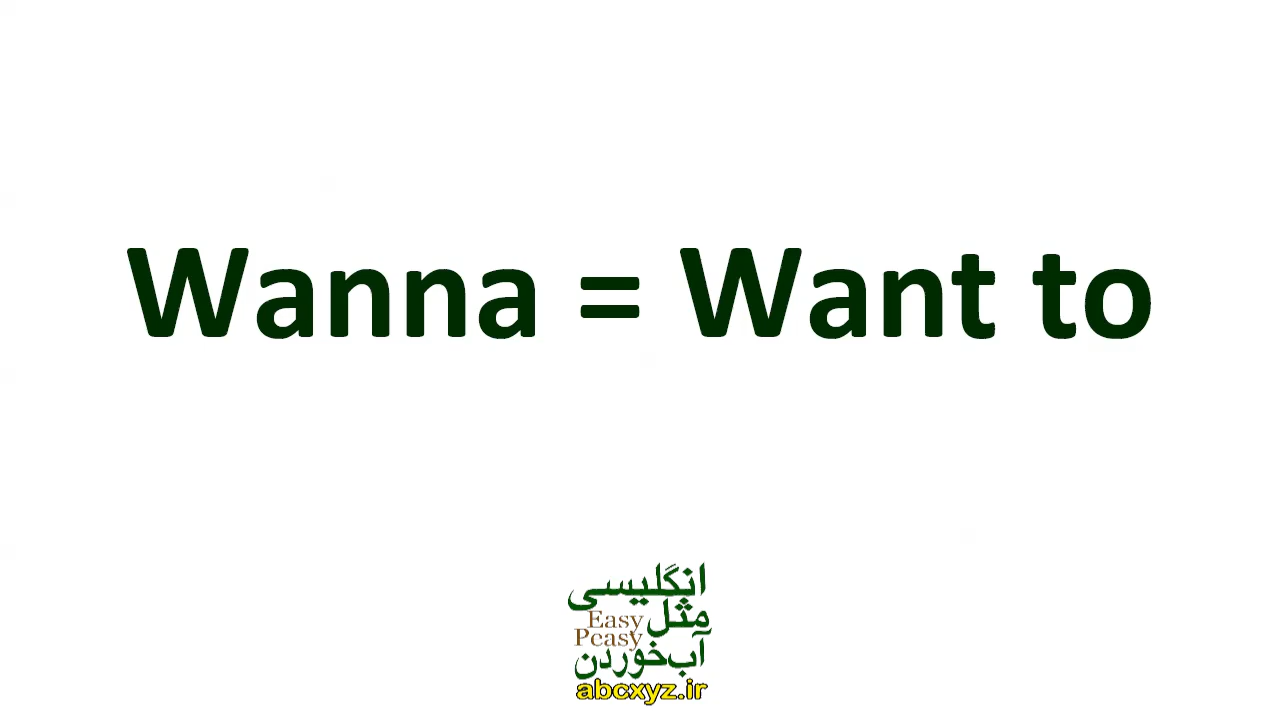 Wanna = Want to
انگلیسی
مثل
Easy
Peasy
آب‌خوردن
abcxyz.ir